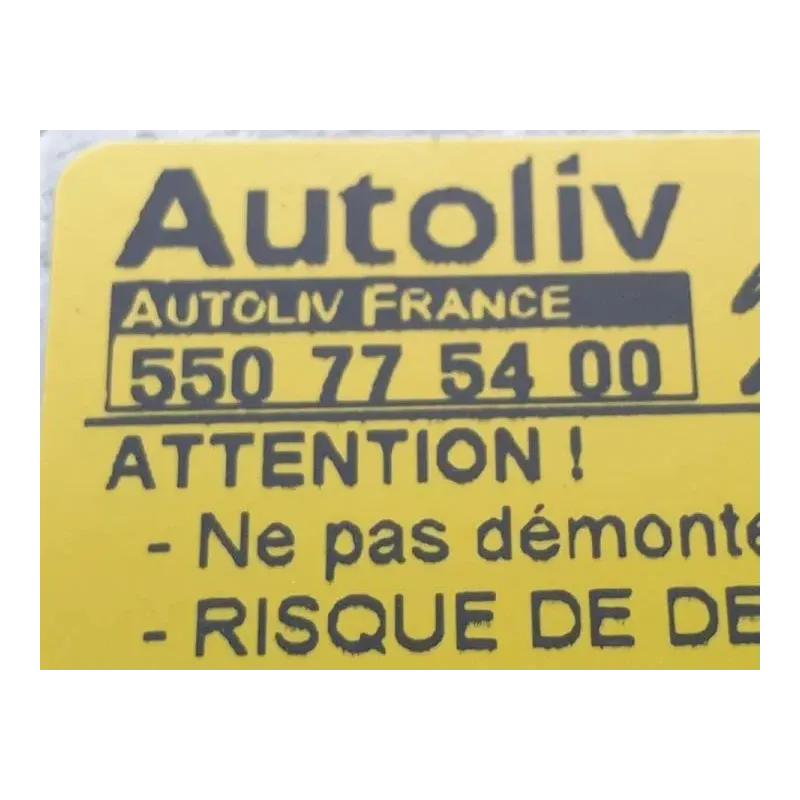 Autoliv
AUTOLIV FRANCE
550 77 54 00
ATTENTION !
- Ne pas démonte
- RISQUE DE DE